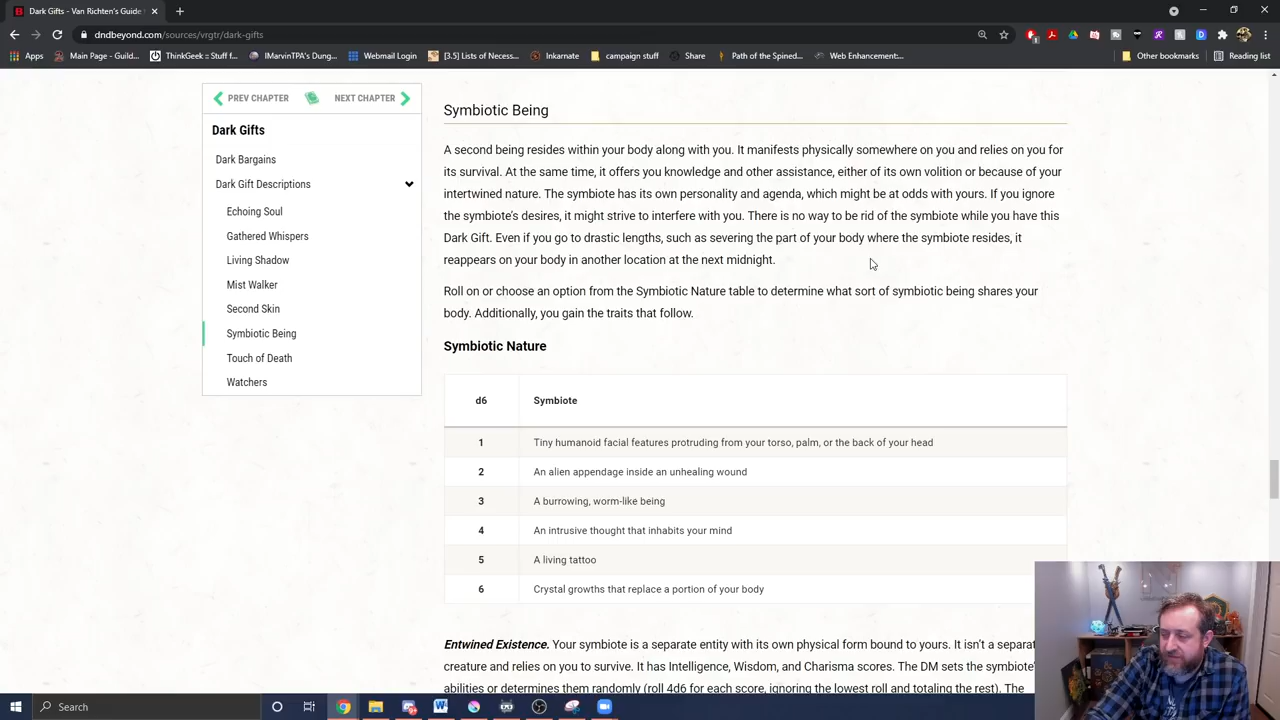 Dark Gifts - Van Richten's Guide
dndbeyond.com/sources/vrgtr/dark-gifts
Apps
Main Page - Guild
ThinkGeek :: Stuff...
IMarvinTPA's Dung...
Webmail Login
[3.5] Lists of Necess...
Inkarnate
campaign stuff
Share
Path of the Spined...
Web Enhancement:...
Other bookmarks
Reading list
PREV CHAPTER
NEXT CHAPTER
Dark Gifts
Dark Bargains
Dark Gift Descriptions
Echoing Soul
Gathered Whispers
Living Shadow
Mist Walker
Second Skin
Symbiotic Being
Touch of Death
Watchers
Symbiotic Being
A second being resides within your body along with you. It manifests physically somewhere on you and relies on you for
its survival. At the same time, it offers you knowledge and other assistance, either of its own volition or because of your
intertwined nature. The symbiote has its own personality and agenda, which might be at odds with yours. If you ignore
the symbiote's desires, it might strive to interfere with you. There is no way to be rid of the symbiote while you have this
Dark Gift. Even if you go to drastic lengths, such as severing the part of your body where the symbiote resides, it
reappears on your body in another location at the next midnight.
Roll on or choose an option from the Symbiotic Nature table to determine what sort of symbiotic being shares your
body. Additionally, you gain the traits that follow.
Symbiotic Nature
d6 Symbiote
1 Tiny humanoid facial features protruding from your torso, palm, or the back of your head
2 An alien appendage inside an unhealing wound
3 A burrowing, worm-like being
4 An intrusive thought that inhabits your mind
5 A living tattoo
6 Crystal growths that replace a portion of your body
Entwined Existence. Your symbiote is a separate entity with its own physical form bound to yours. It isn't a separat
creature and relies on you to survive. It has Intelligence, Wisdom, and Charisma scores. The DM sets the symbiote'
abilities or determines them randomly (roll 4d6 for each score, ignoring the lowest roll and totaling the rest). The
Search